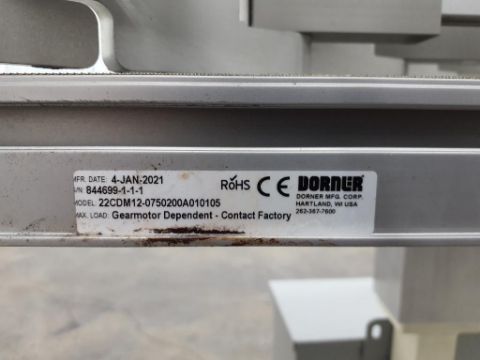 MFR. DATE: 4-JAN-2021
S/N: 844699-1-1-1
MODEL: 22CDM12-0750200A010105
MAX. LOAD: Gearmotor Dependent - Contact Factory
RoHS CE DORNER
DORNER MFG. CORP.
HARTLAND, WI USA
262-367-7600